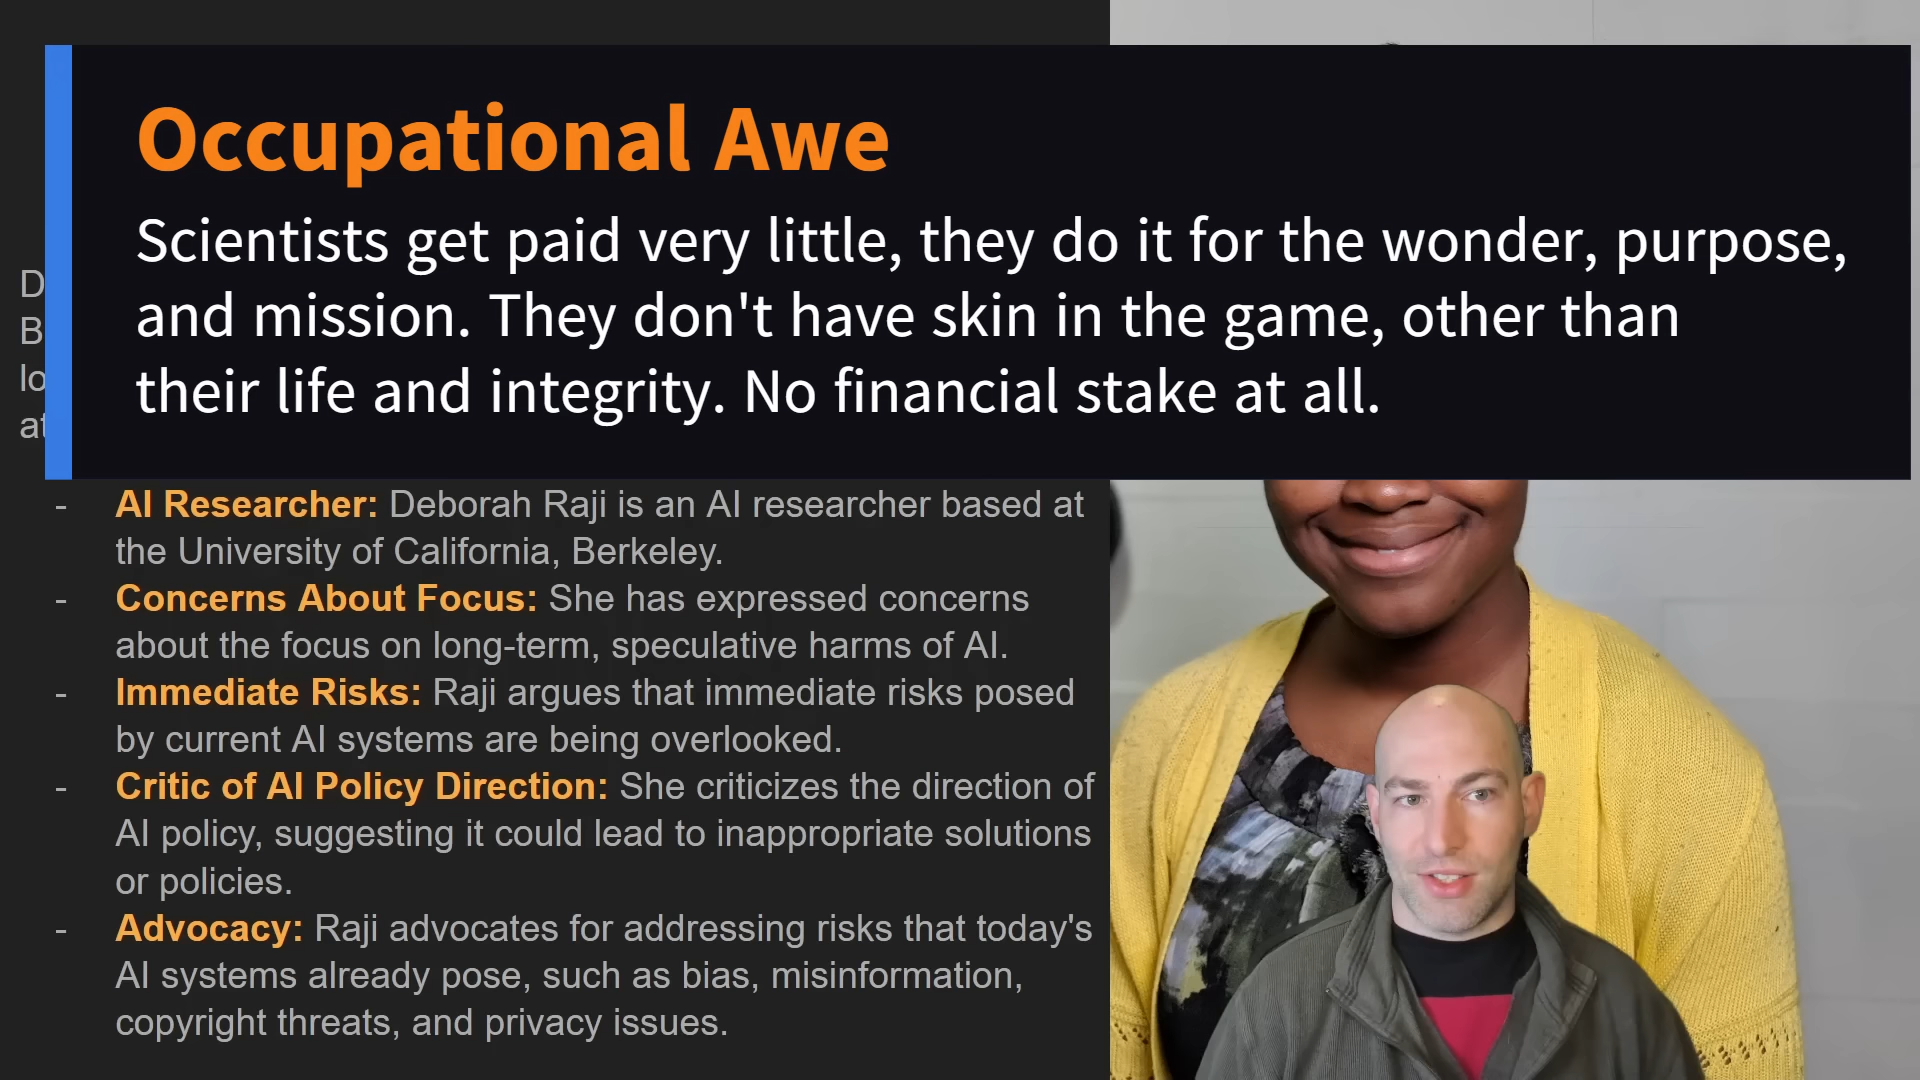 Occupational Awe
Scientists get paid very little, they do it for the wonder, purpose,
and mission. They don't have skin in the game, other than
their life and integrity. No financial stake at all.
- AI Researcher: Deborah Raji is an AI researcher based at
the University of California, Berkeley.
- Concerns About Focus: She has expressed concerns
about the focus on long-term, speculative harms of AI.
- Immediate Risks: Raji argues that immediate risks posed
by current AI systems are being overlooked.
- Critic of AI Policy Direction: She criticizes the direction of
AI policy, suggesting it could lead to inappropriate solutions
or policies.
- Advocacy: Raji advocates for addressing risks that today's
AI systems already pose, such as bias, misinformation,
copyright threats, and privacy issues.